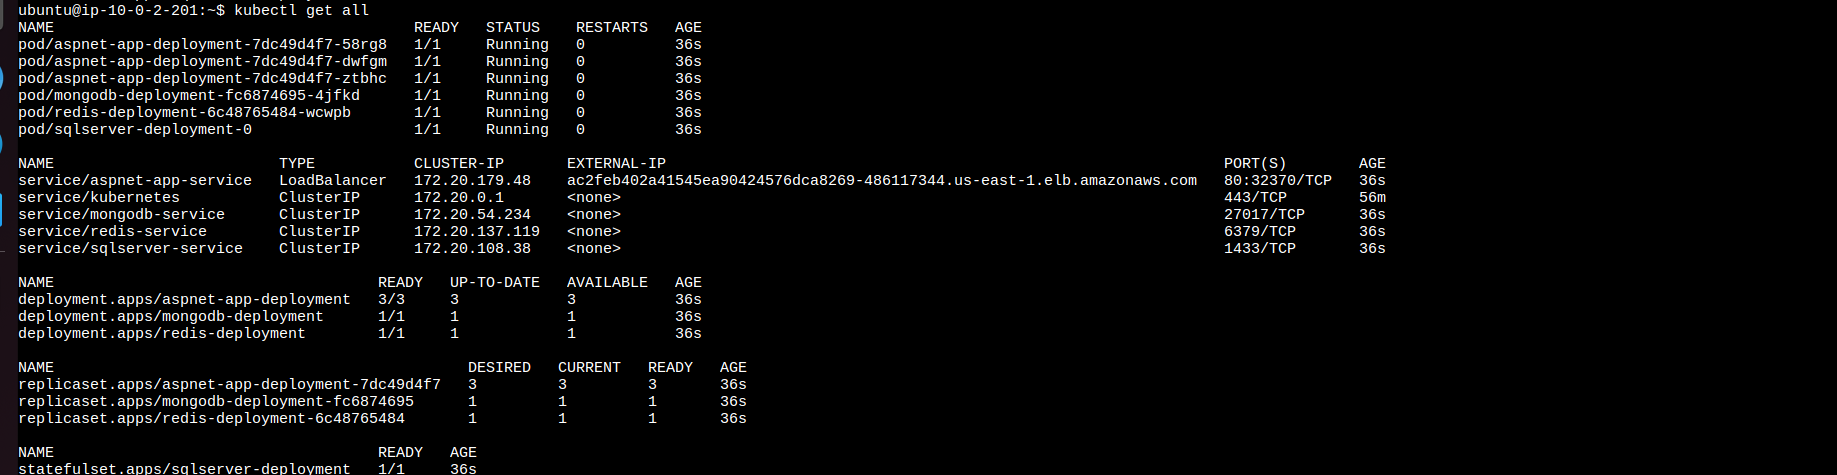 ubuntu@ip-10-0-2-201:~$ kubectl get all
NAME READY STATUS RESTARTS AGE
pod/aspnet-app-deployment-7dc49d4f7-58rg8 1/1 Running 0 36s
pod/aspnet-app-deployment-7dc49d4f7-dwfgm 1/1 Running 0 36s
pod/aspnet-app-deployment-7dc49d4f7-ztbhc 1/1 Running 0 36s
pod/mongodb-deployment-fc6874695-4jfkd 1/1 Running 0 36s
pod/redis-deployment-6c48765484-wcwpb 1/1 Running 0 36s
pod/sqlserver-deployment-0 1/1 Running 0 36s
NAME TYPE CLUSTER-IP EXTERNAL-IP PORT(S) AGE
service/aspnet-app-service LoadBalancer 172.20.179.48 ac2feb402a41545ea90424576dca8269-486117344.us-east-1.elb.amazonaws.com 80:32370/TCP 36s
service/kubernetes ClusterIP 172.20.0.1 <none> 443/TCP 56m
service/mongodb-service ClusterIP 172.20.54.234 <none> 27017/TCP 36s
service/redis-service ClusterIP 172.20.137.119 <none> 6379/TCP 36s
service/sqlserver-service ClusterIP 172.20.108.38 <none> 1433/TCP 36s
NAME READY UP-TO-DATE AVAILABLE AGE
deployment.apps/aspnet-app-deployment 3/3 3 3 36s
deployment.apps/mongodb-deployment 1/1 1 1 36s
deployment.apps/redis-deployment 1/1 1 1 36s
NAME DESIRED CURRENT READY AGE
replicaset.apps/aspnet-app-deployment-7dc49d4f7 3 3 3 36s
replicaset.apps/mongodb-deployment-fc6874695 1 1 1 36s
replicaset.apps/redis-deployment-6c48765484 1 1 1 36s
NAME READY AGE
statefulset.apps/sqlserver-deployment 1/1 36s